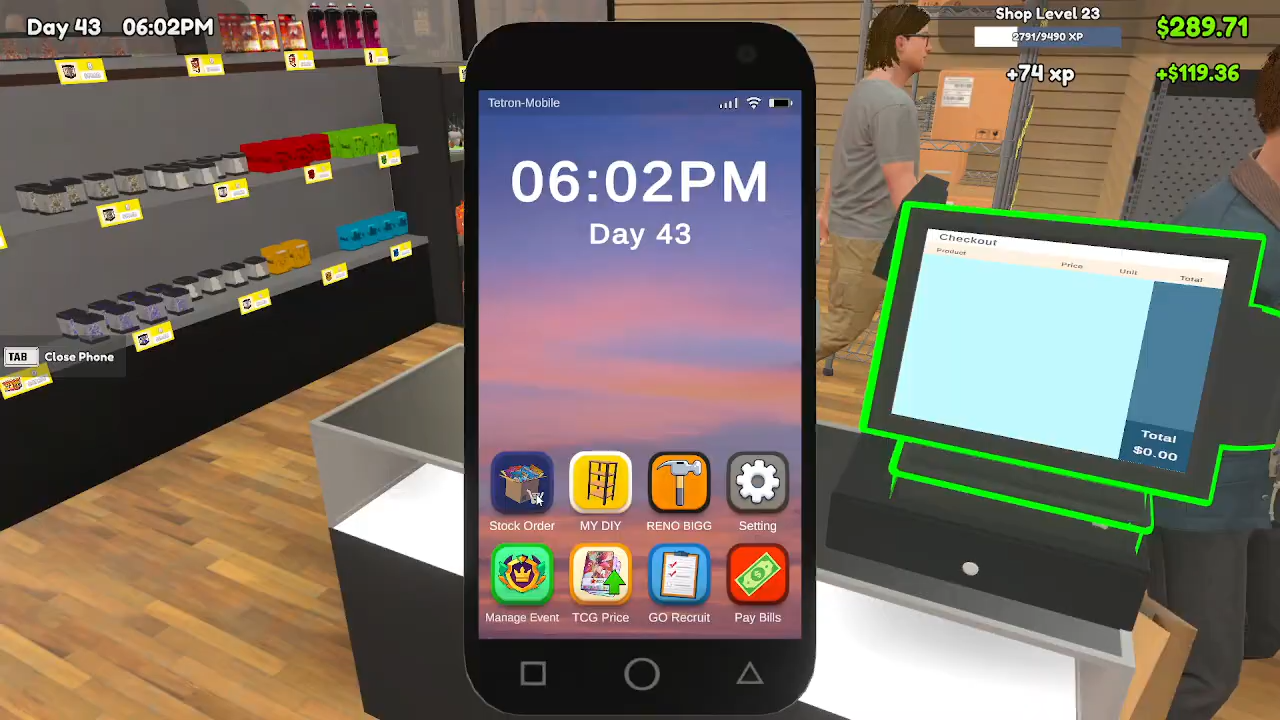 Day 43 06:02PM
Shop Level 23
2791/9490 XP
+74 xp
$289.71
+$119.36
TAB Close Phone
Tetron-Mobile
06:02PM
Day 43
Stock Order
MY DIY
RENO BIGG
Setting
Manage Event
TCG Price
GO Recruit
Pay Bills
Checkout
Product Price Unit Total
Total
$0.00